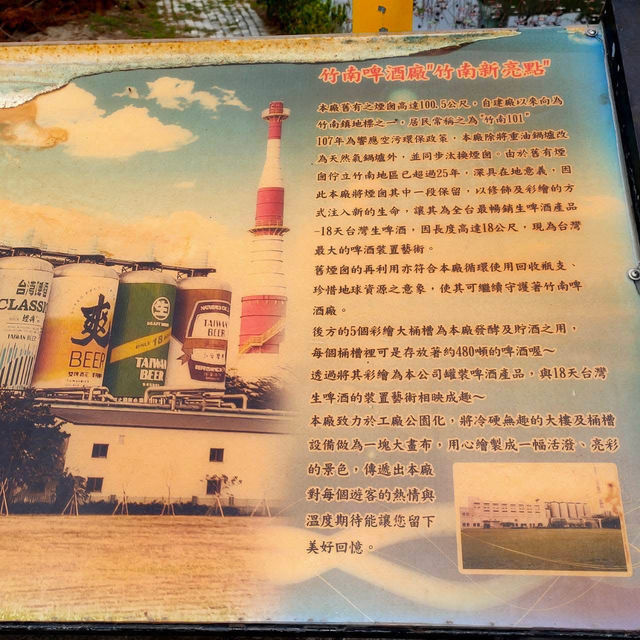 竹南啤酒廠"竹南新亮點"
本廠舊有之煙囪高達100.5公尺，自建廠以來向為
竹南鎮地標之一，居民常稱之為"竹南101"
107年為響應空污環保政策，本廠除將重油鍋爐改
為天然氣鍋爐外，並同步汰換煙囪。由於舊有煙
囪佇立竹南地區已超過25年，深具在地意義，因
此本廠將煙囪其中一段保留，以修飾及彩繪的方
式注入新的生命，讓其為全台最暢銷生啤酒產品
-18天台灣生啤酒，因長度高達18公尺，現為台灣
最大的啤酒裝置藝術。
舊煙囪的再利用亦符合本廠循環使用回收瓶支、
珍惜地球資源之意象，使其可繼續守護著竹南啤
酒廠。
後方的5個彩繪大桶槽為本廠發酵及貯酒之用，
每個桶槽裡可是存放著約480噸的啤酒喔～
透過將其彩繪為本公司罐裝啤酒產品，與18天台灣
生啤酒的裝置藝術相映成趣～
本廠致力於工廠公園化，將冷硬無趣的大樓及桶槽
設備做為一塊大畫布，用心繪製成一幅活潑、亮彩
的景色，傳遞出本廠
對每個遊客的熱情與
溫度期待能讓您留下
美好回憶。
台灣啤酒
CLASSIC
經典
TAIWAN BEER
爽
BEER
生
18
TAIWAN
BEER
TAIWAN
BEER